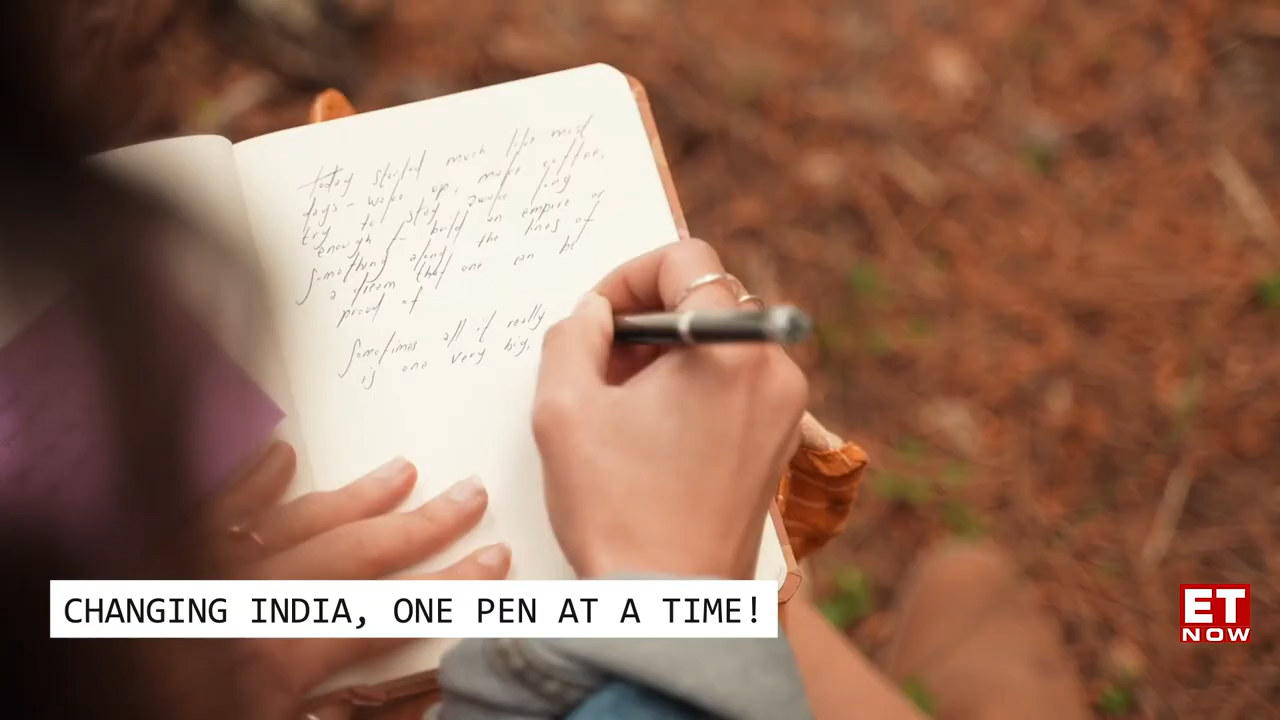 Today started much like most
days - wake up, make coffee,
try to stay awake long
enough to build an empire or
something along the lines of
a dream that one can be
proud of
Sometimes all it really
is one very big,
CHANGING INDIA, ONE PEN AT A TIME!
ET
NOW